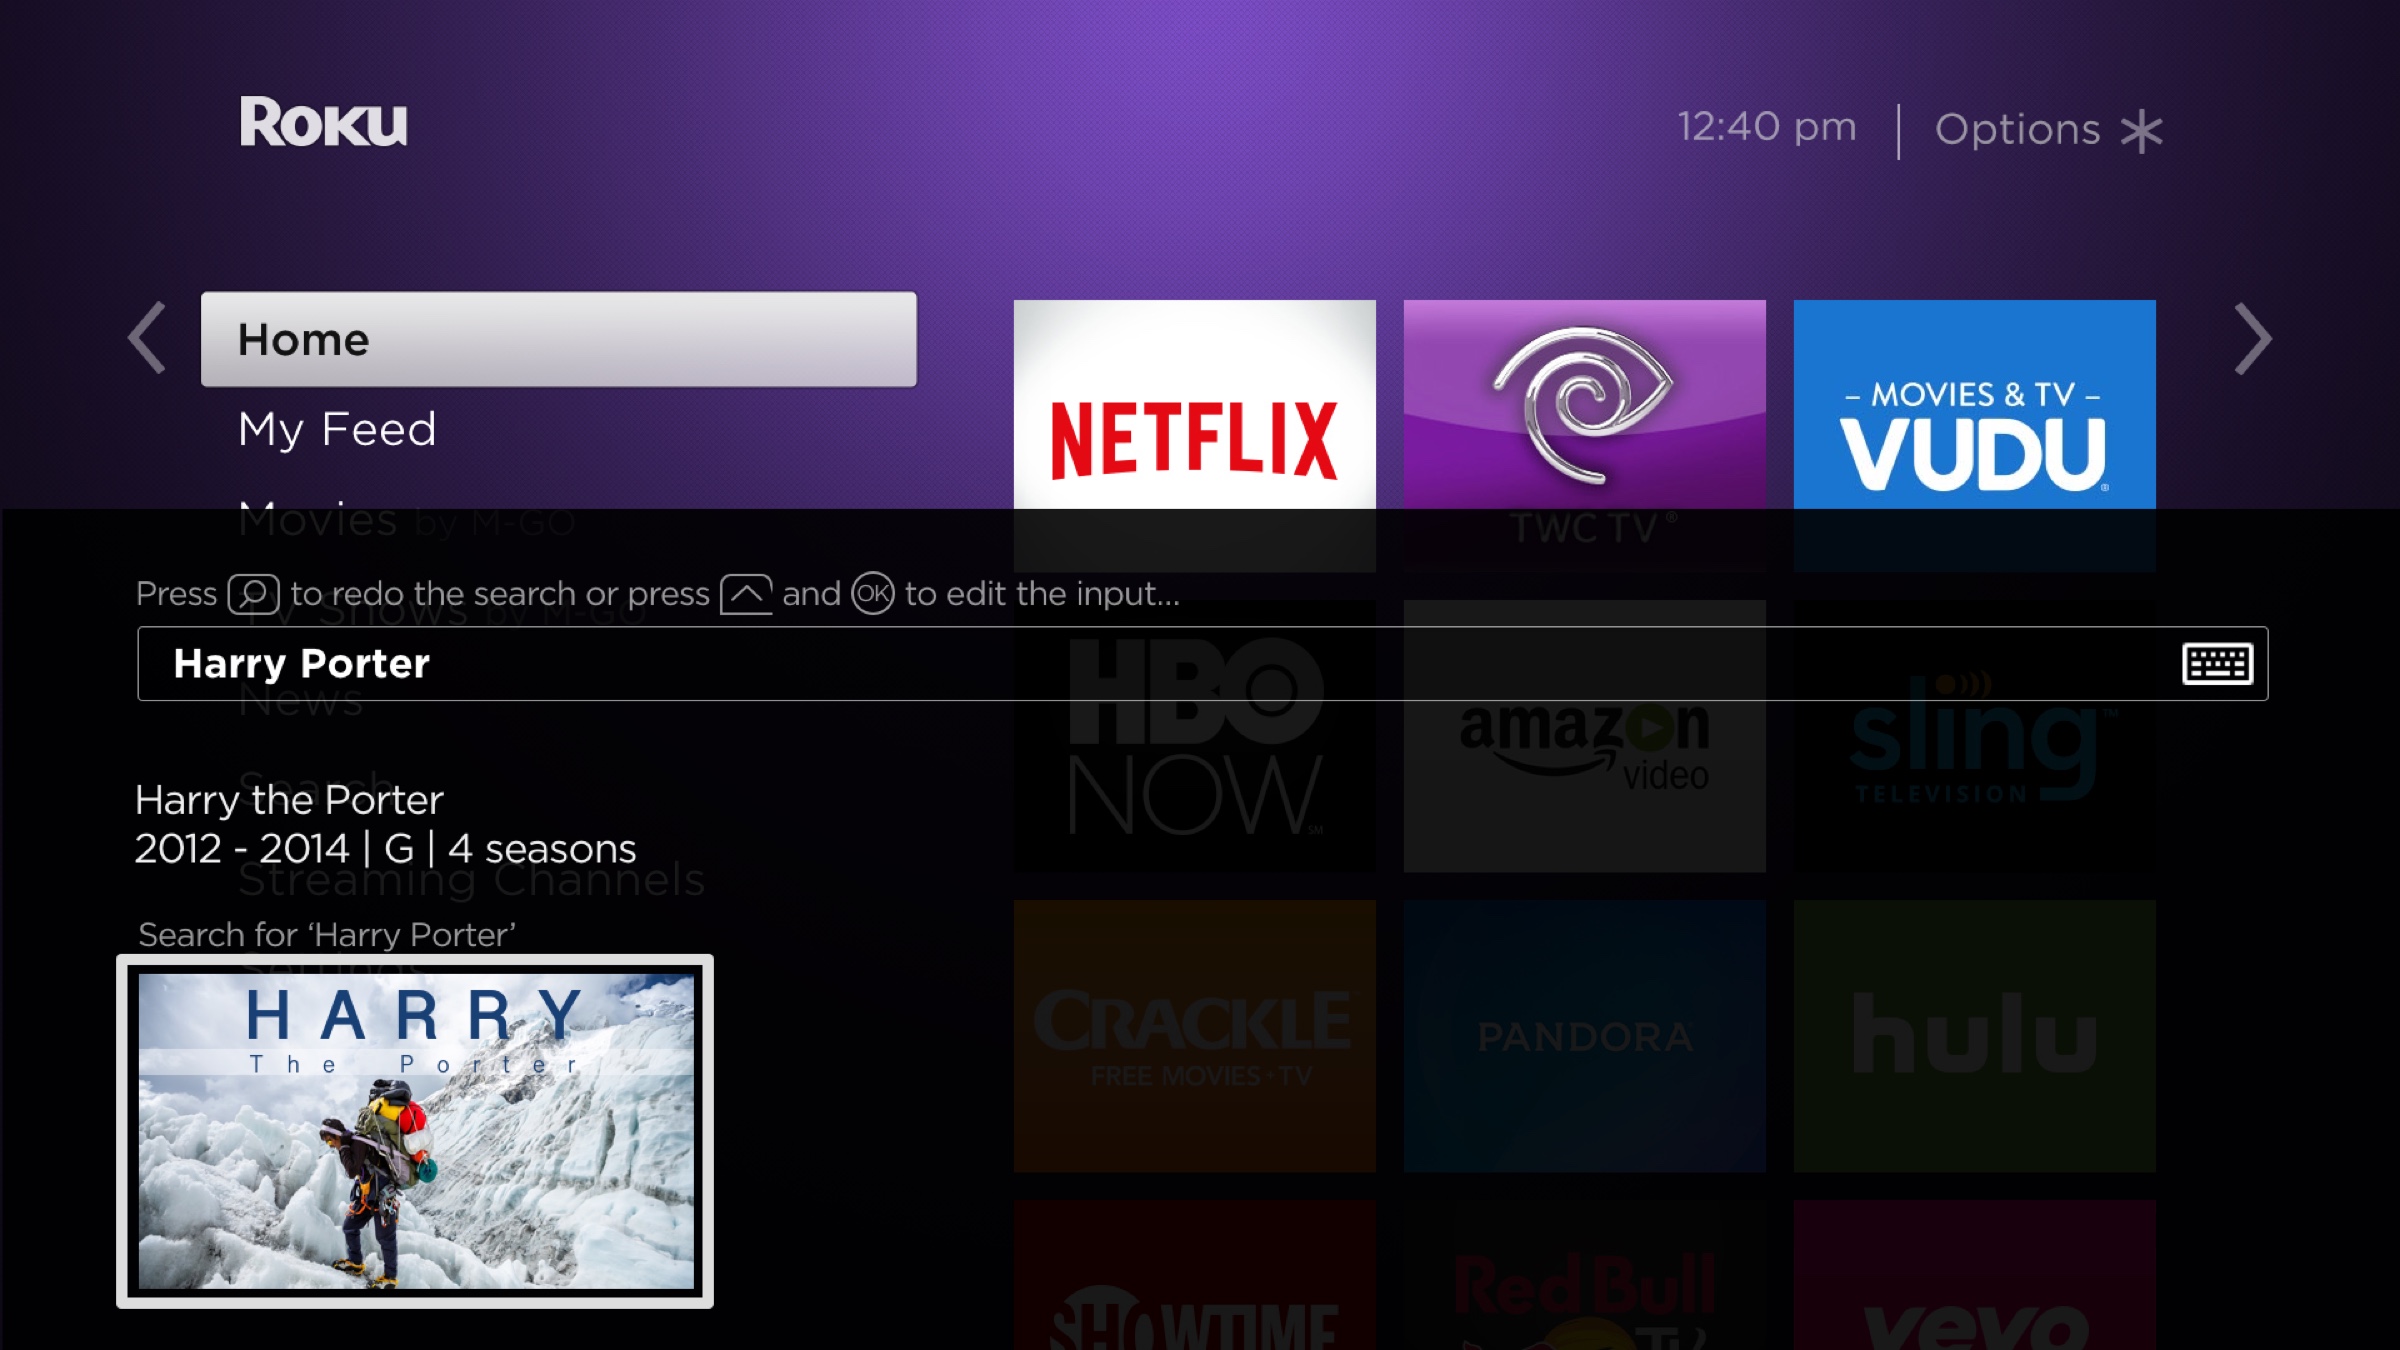 Roku
12:40 pm | Options *
Home
My Feed
Movies by M-GO
NETFLIX
TWC TV®
– MOVIES & TV –
VUDU®
Press to redo the search or press and OK to edit the input...
TV Shows by M-GO
Harry Porter
News
Search
Harry the Porter
2012 - 2014 | G | 4 seasons
Streaming Channels
Search for ‘Harry Porter’
Settings
HARRY
The Porter
HBO
NOW℠
amazon
video
sling™
TELEVISION
CRACKLE
FREE MOVIES • TV
PANDORA
hulu
SHOWTIME
Red Bull
TV
vevo